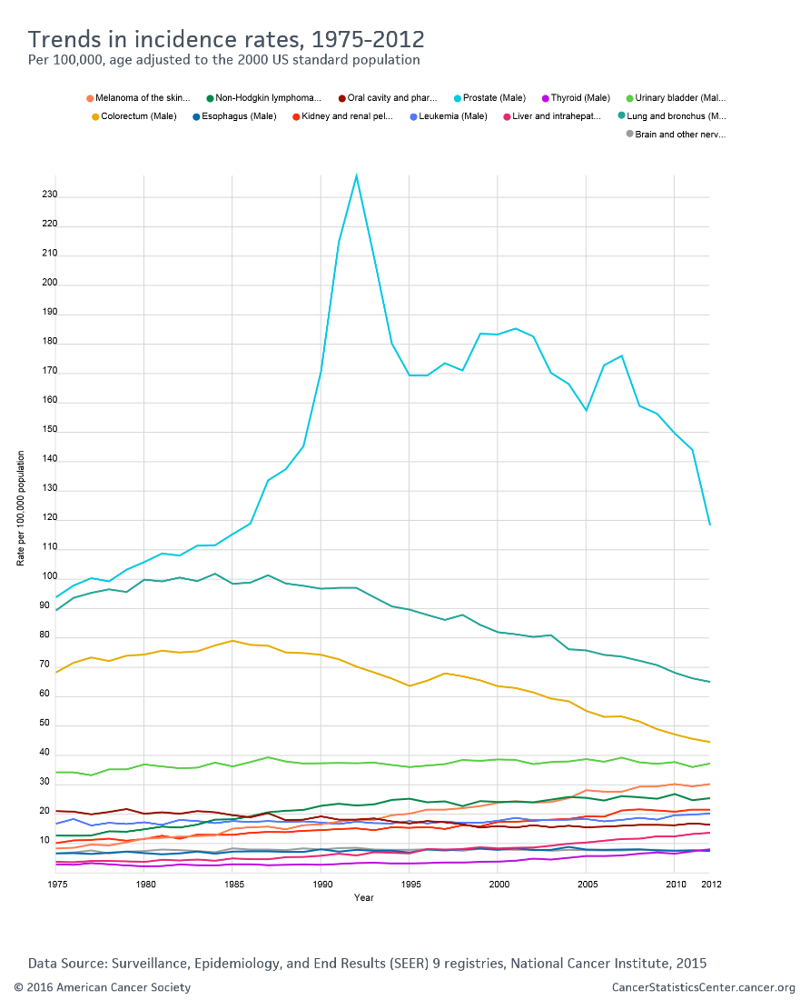 Trends in incidence rates, 1975-2012
Per 100,000, age adjusted to the 2000 US standard population
Melanoma of the skin... Non-Hodgkin lymphoma... Oral cavity and phar... Prostate (Male) Thyroid (Male) Urinary bladder (Mal...
Colorectum (Male) Esophagus (Male) Kidney and renal pel... Leukemia (Male) Liver and intrahepat... Lung and bronchus (M...
Brain and other nerv...
230
220
210
200
190
180
170
160
150
140
130
120
110
100
90
80
70
60
50
40
30
20
10
Rate per 100,000 population
1975 1980 1985 1990 1995 2000 2005 2010 2012
Year
Data Source: Surveillance, Epidemiology, and End Results (SEER) 9 registries, National Cancer Institute, 2015
© 2016 American Cancer Society CancerStatisticsCenter.cancer.org